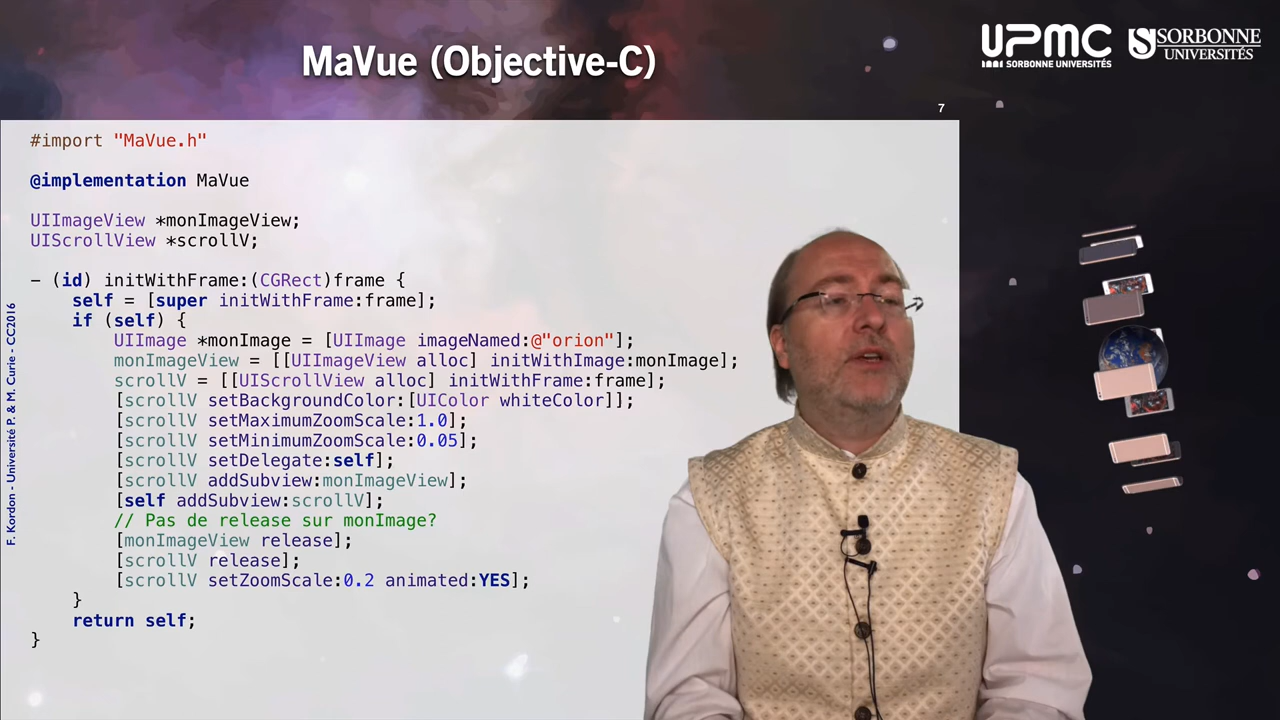 MaVue (Objective-C)
UPMC
SORBONNE UNIVERSITÉS
SORBONNE
UNIVERSITÉS
7
#import "MaVue.h"
@implementation MaVue
UIImageView *monImageView;
UIScrollView *scrollV;
- (id) initWithFrame:(CGRect)frame {
    self = [super initWithFrame:frame];
    if (self) {
        UIImage *monImage = [UIImage imageNamed:@"orion"];
        monImageView = [[UIImageView alloc] initWithImage:monImage];
        scrollV = [[UIScrollView alloc] initWithFrame:frame];
        [scrollV setBackgroundColor:[UIColor whiteColor]];
        [scrollV setMaximumZoomScale:1.0];
        [scrollV setMinimumZoomScale:0.05];
        [scrollV setDelegate:self];
        [scrollV addSubview:monImageView];
        [self addSubview:scrollV];
        // Pas de release sur monImage?
        [monImageView release];
        [scrollV release];
        [scrollV setZoomScale:0.2 animated:YES];
    }
    return self;
}
F. Kordon - Université P. & M. Curie - CC2016